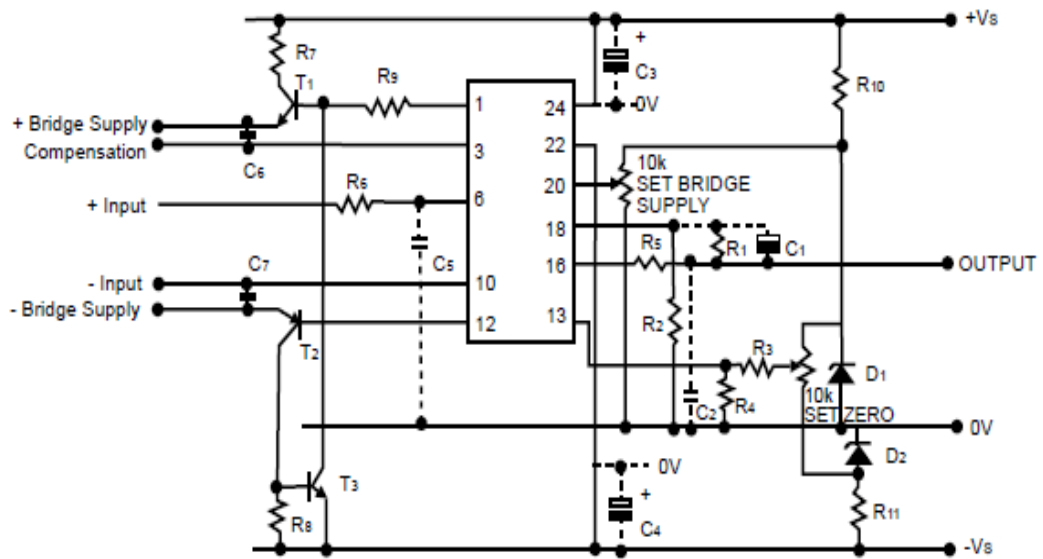 +Vs
R7
+
C3
0V
R10
T1
R9
1
24
+ Bridge Supply
Compensation
C6
3
22
10k
SET BRIDGE
SUPPLY
20
R6
+ Input
6
18
C5
R5
R1
C1
16
OUTPUT
C7
- Input
10
- Bridge Supply
T2
12
13
R2
R3
D1
C2
R4
10k
SET ZERO
0V
D2
0V
T3
+
C4
R8
R11
-Vs